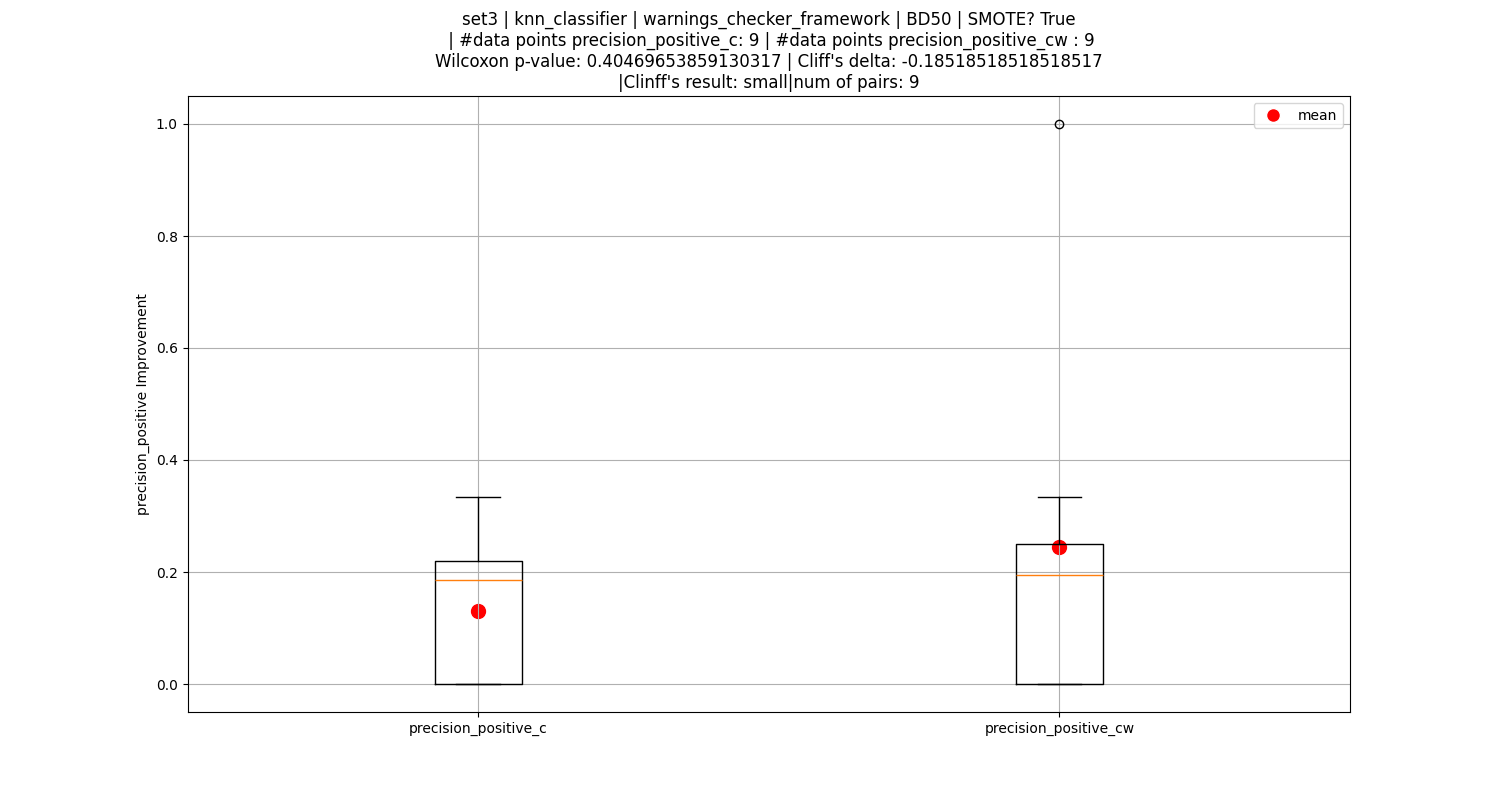 set3 | knn_classifier | warnings_checker_framework | BD50 | SMOTE? True
| #data points precision_positive_c: 9 | #data points precision_positive_cw : 9
Wilcoxon p-value: 0.40469653859130317 | Cliff's delta: -0.18518518518518517
|Clinff's result: small|num of pairs: 9
mean
1.0
0.8
0.6
0.4
0.2
0.0
precision_positive Improvement
precision_positive_c
precision_positive_cw